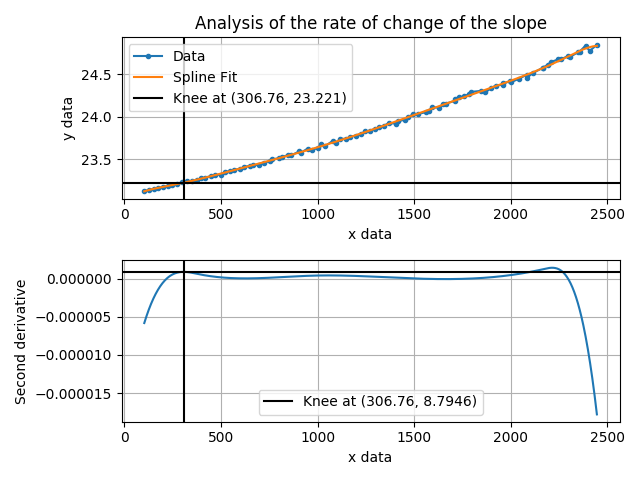 Analysis of the rate of change of the slope
Data
Spline Fit
Knee at (306.76, 23.221)
24.5
24.0
23.5
y data
0 500 1000 1500 2000 2500
x data
0.000000
−0.000005
−0.000010
−0.000015
Second derivative
Knee at (306.76, 8.7946)
0 500 1000 1500 2000 2500
x data